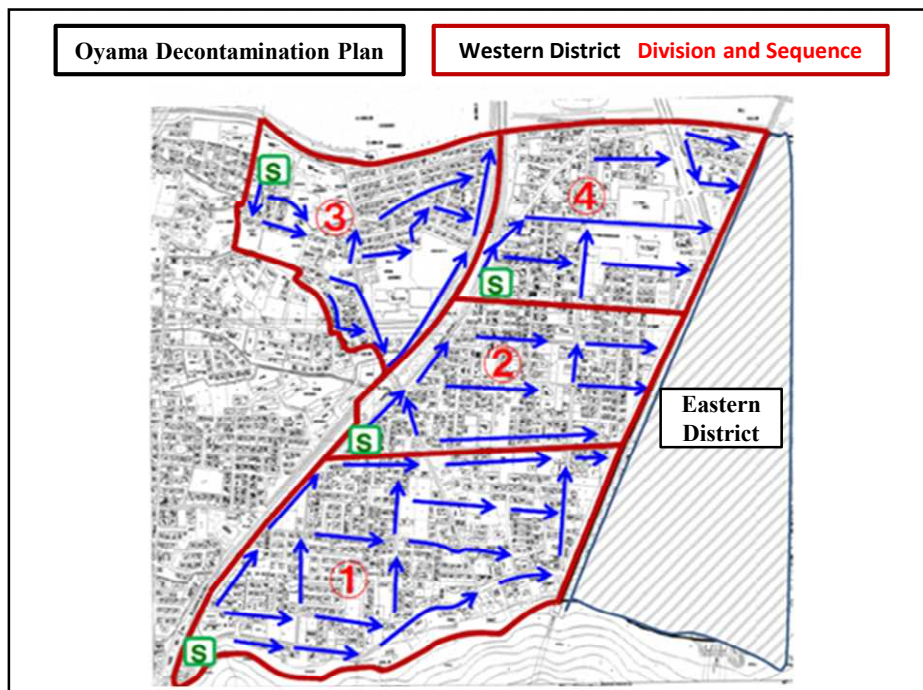 Oyama Decontamination Plan
Western District Division and Sequence
S
③
④
S
②
Eastern
District
S
①
S